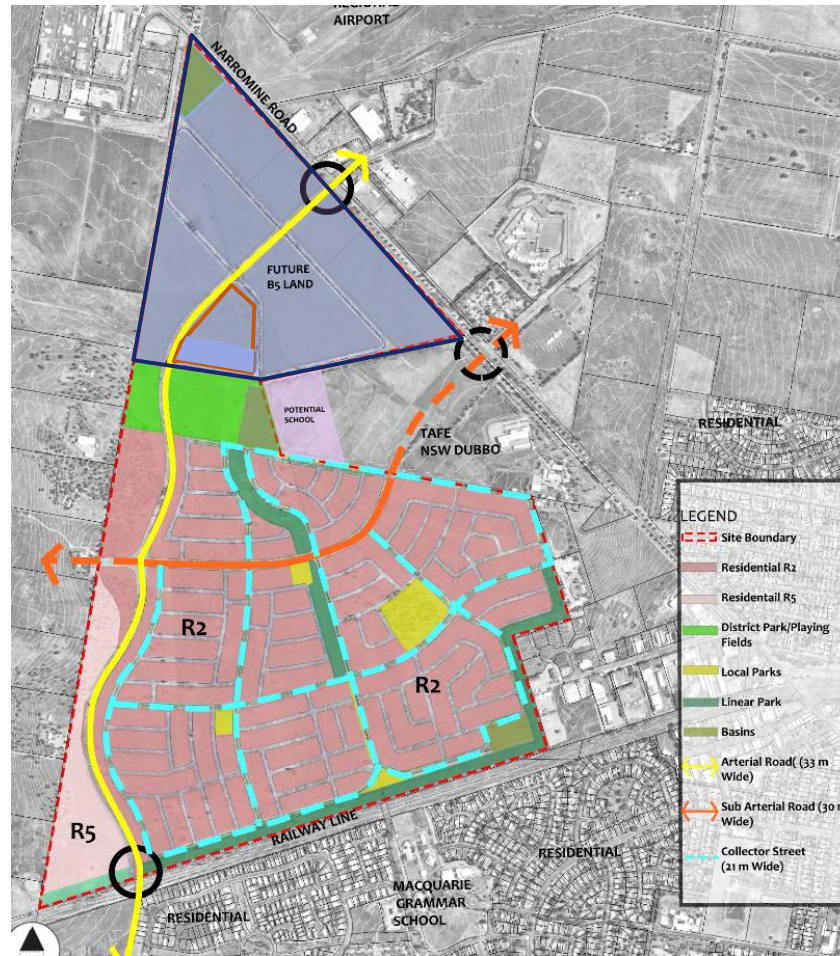 REGIONAL
AIRPORT
NARROMINE ROAD
FUTURE
B5 LAND
POTENTIAL
SCHOOL
TAFE
NSW DUBBO
RESIDENTIAL
R2
R2
R5
RAILWAY LINE
RESIDENTIAL
MACQUARIE
GRAMMAR
SCHOOL
RESIDENTIAL
LEGEND
Site Boundary
Residential R2
Residentail R5
District Park/Playing
Fields
Local Parks
Linear Park
Basins
Arterial Road( (33 m
Wide)
Sub Arterial Road (30 m
Wide)
Collector Street
(21 m Wide)